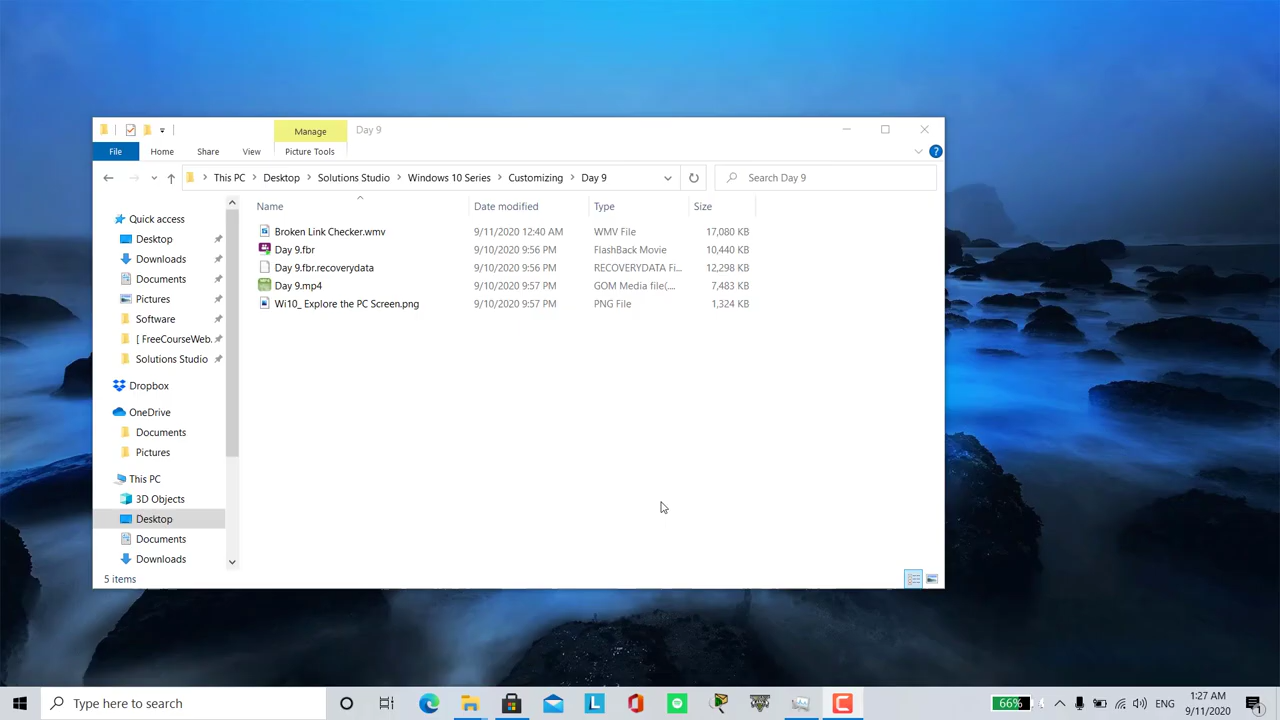 Manage Day 9
File Home Share View Picture Tools
This PC Desktop Solutions Studio Windows 10 Series Customizing Day 9 Search Day 9
Name Date modified Type Size
Broken Link Checker.wmv 9/11/2020 12:40 AM WMV File 17,080 KB
Day 9.fbr 9/10/2020 9:56 PM FlashBack Movie 10,440 KB
Day 9.fbr.recoverydata 9/10/2020 9:56 PM RECOVERYDATA Fi... 12,298 KB
Day 9.mp4 9/10/2020 9:57 PM GOM Media file(.... 7,483 KB
Wi10_ Explore the PC Screen.png 9/10/2020 9:57 PM PNG File 1,324 KB
Quick access
Desktop
Downloads
Documents
Pictures
Software
[ FreeCourseWeb.
Solutions Studio
Dropbox
OneDrive
Documents
Pictures
This PC
3D Objects
Desktop
Documents
Downloads
5 items
Type here to search
66%
ENG
1:27 AM
9/11/2020
1